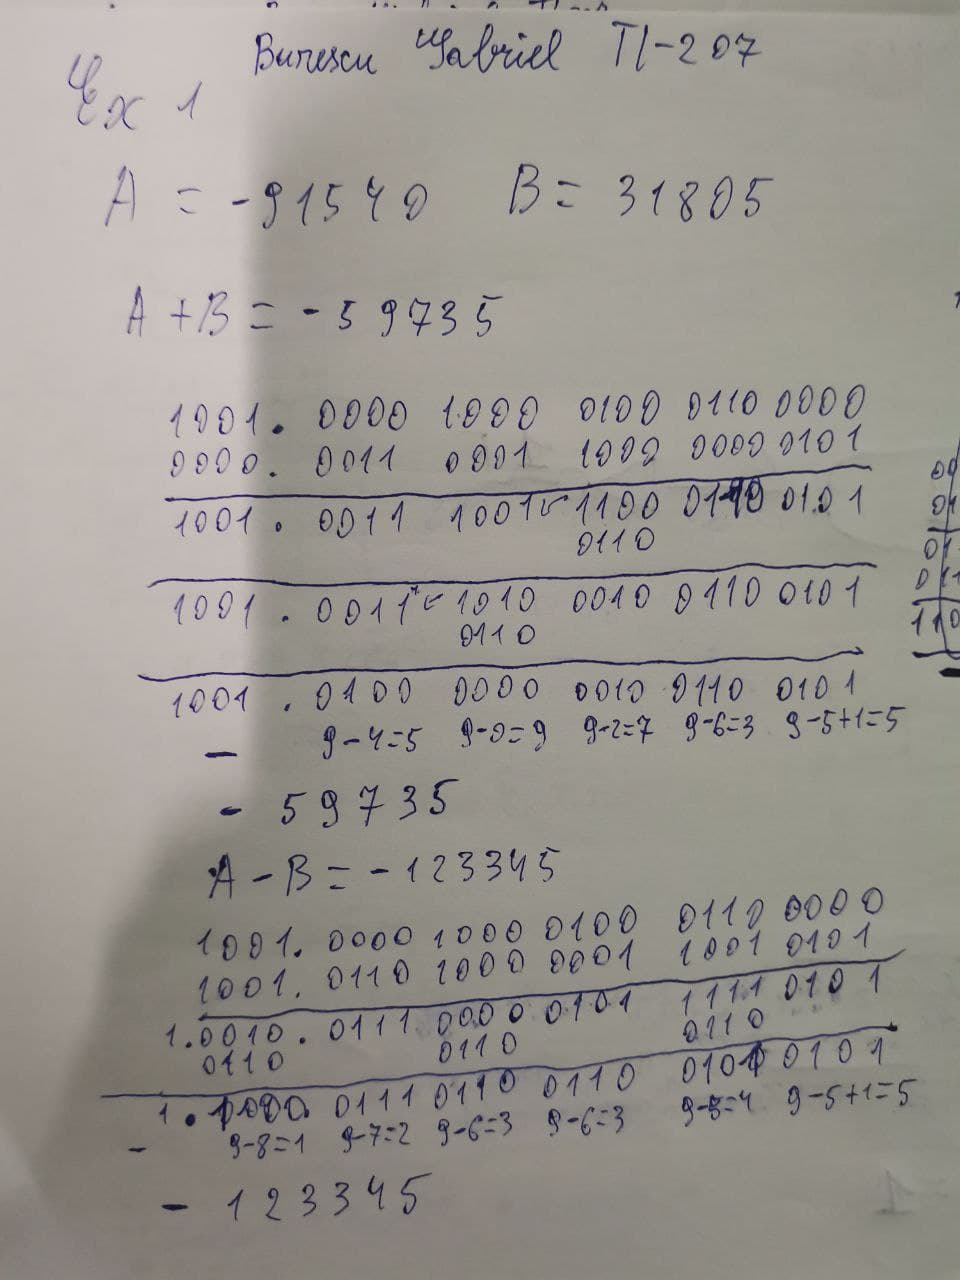 Burescu Gabriel TI-207
Ex 1
A = -91540 B = 31805
A + B = - 59735
1001. 0000 1000 0100 0110 0000
0000. 0011 0001 1000 0000 0101
1001. 0011 1001 1100 0110 0101
0110
1001. 0011 1010 0010 0110 0101
0110
1001. 0100 0000 0010 0110 0101
- 9-4=5 9-0=9 9-2=7 9-6=3 9-5+1=5
- 59735
A - B = - 123345
1001. 0000 1000 0100 0110 0000
1001. 0110 1000 0001 1001 0101
1.0010. 0111 0000 0101 1111 0101
0110 0110 0110
1. 1000. 0111 0110 0110 0101 0101
- 9-8=1 9-7=2 9-6=3 9-6=3 9-5=4 9-5+1=5
- 123345